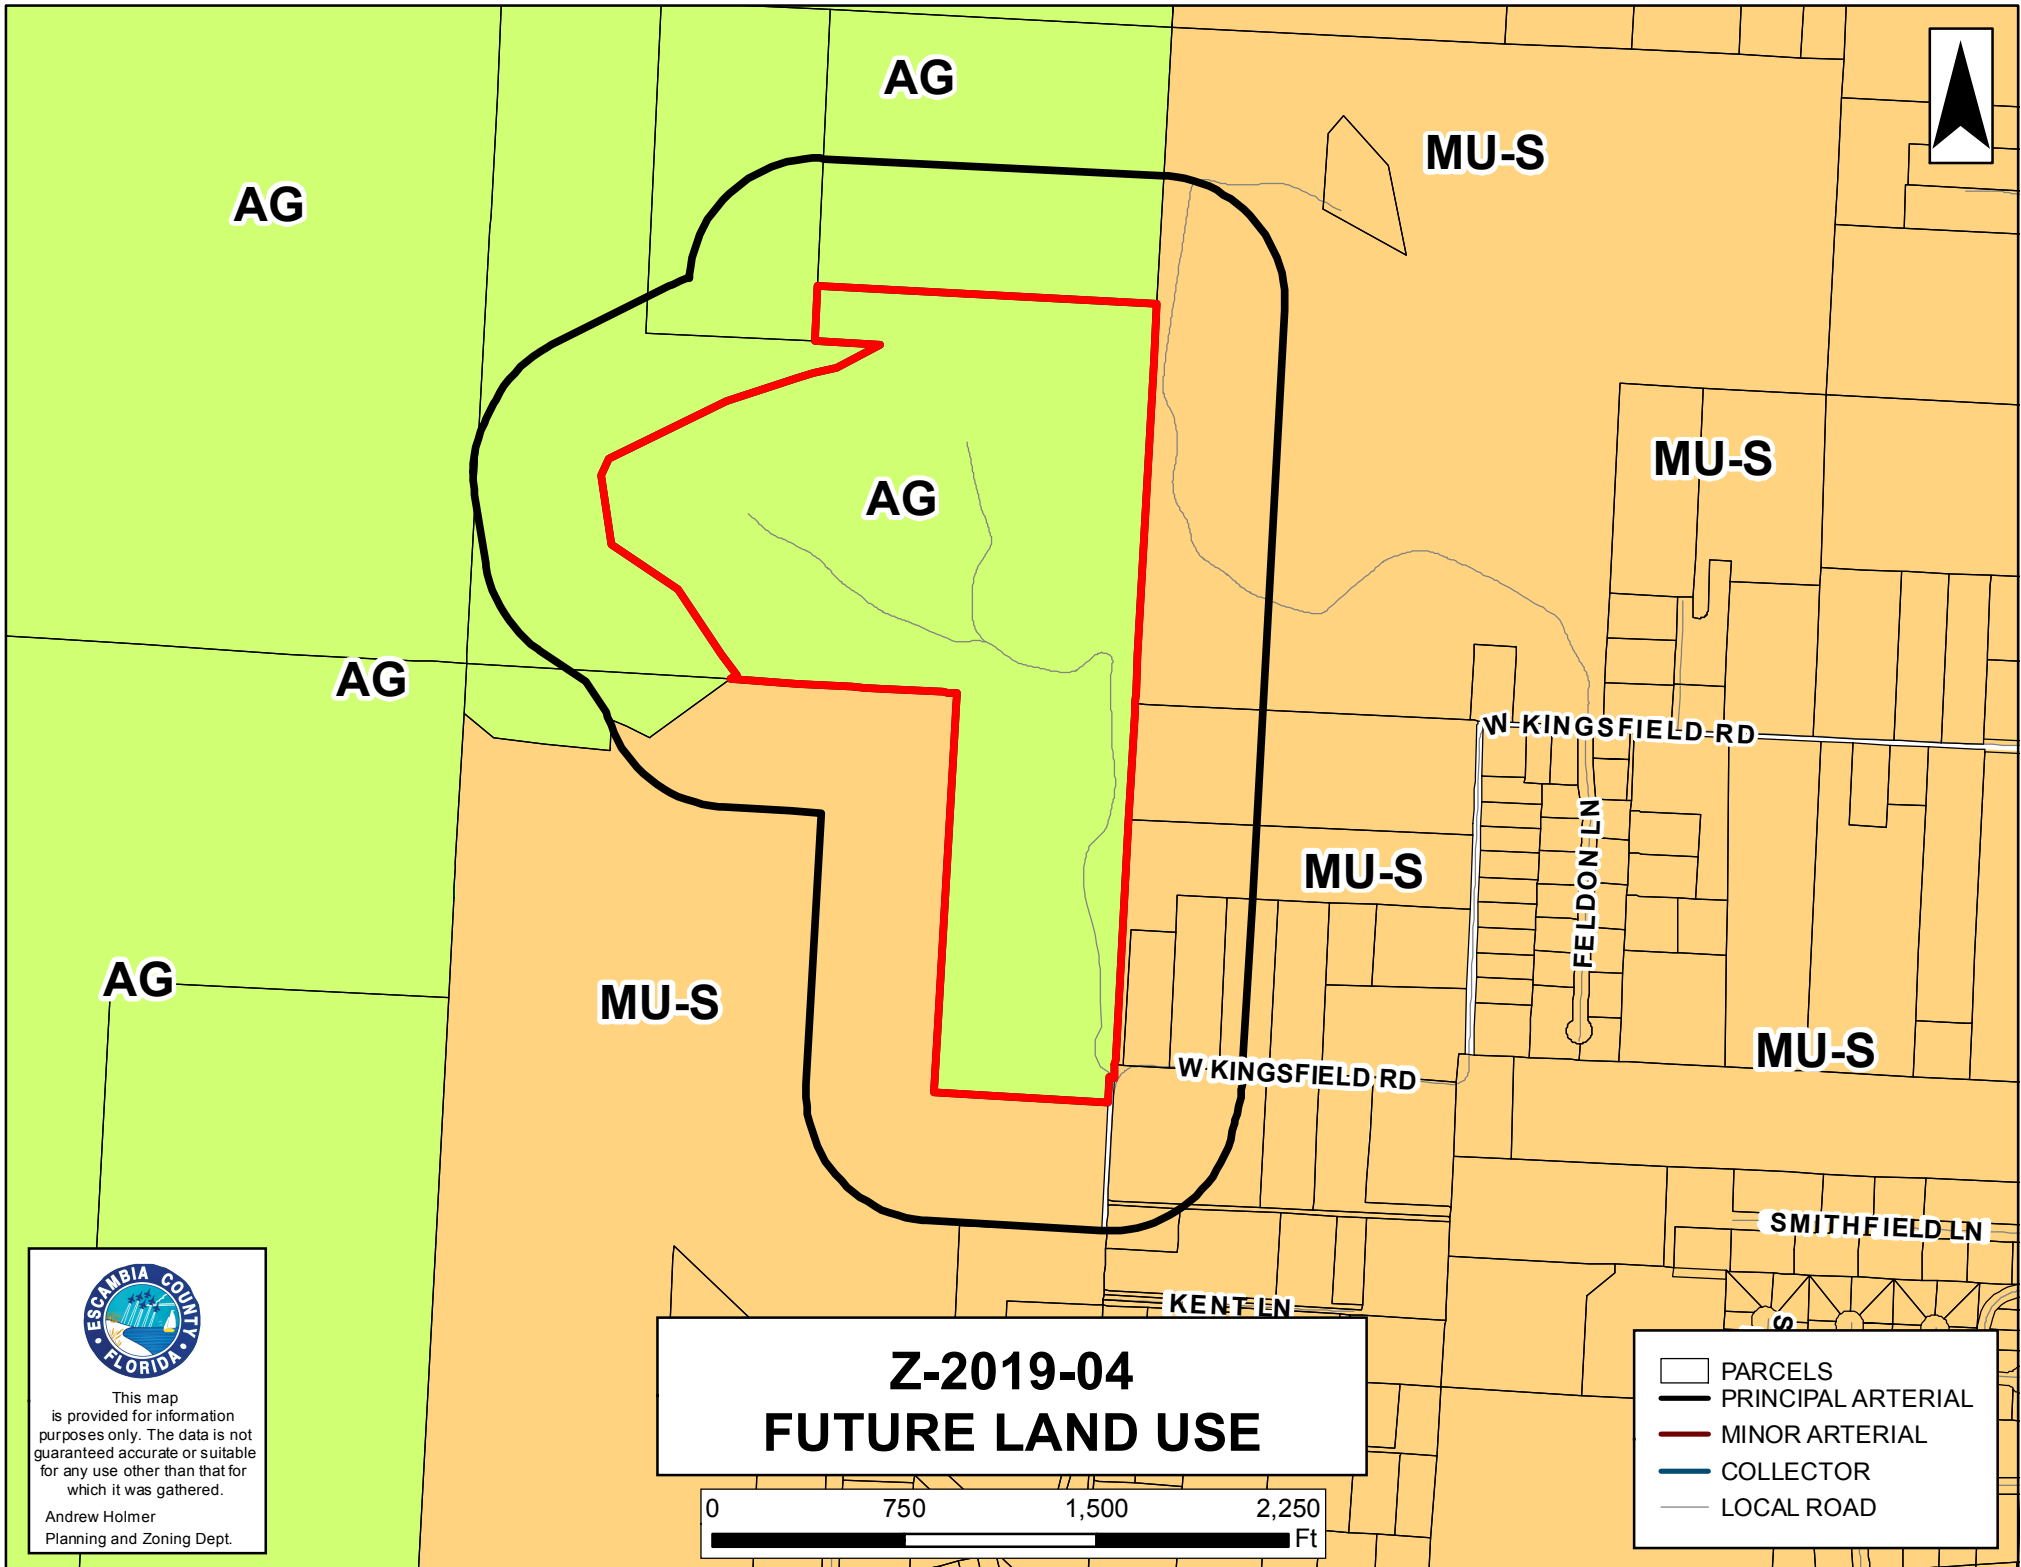 AG
MU-S
AG
MU-S
AG
AG
W KINGSFIELD RD
FELDON LN
MU-S
AG
MU-S
MU-S
W KINGSFIELD RD
SMITHFIELD LN
KENT LN
S
ESCAMBIA COUNTY
FLORIDA
This map
is provided for information
purposes only. The data is not
guaranteed accurate or suitable
for any use other than that for
which it was gathered.
Andrew Holmer
Planning and Zoning Dept.
Z-2019-04
FUTURE LAND USE
0 750 1,500 2,250
Ft
PARCELS
PRINCIPAL ARTERIAL
MINOR ARTERIAL
COLLECTOR
LOCAL ROAD